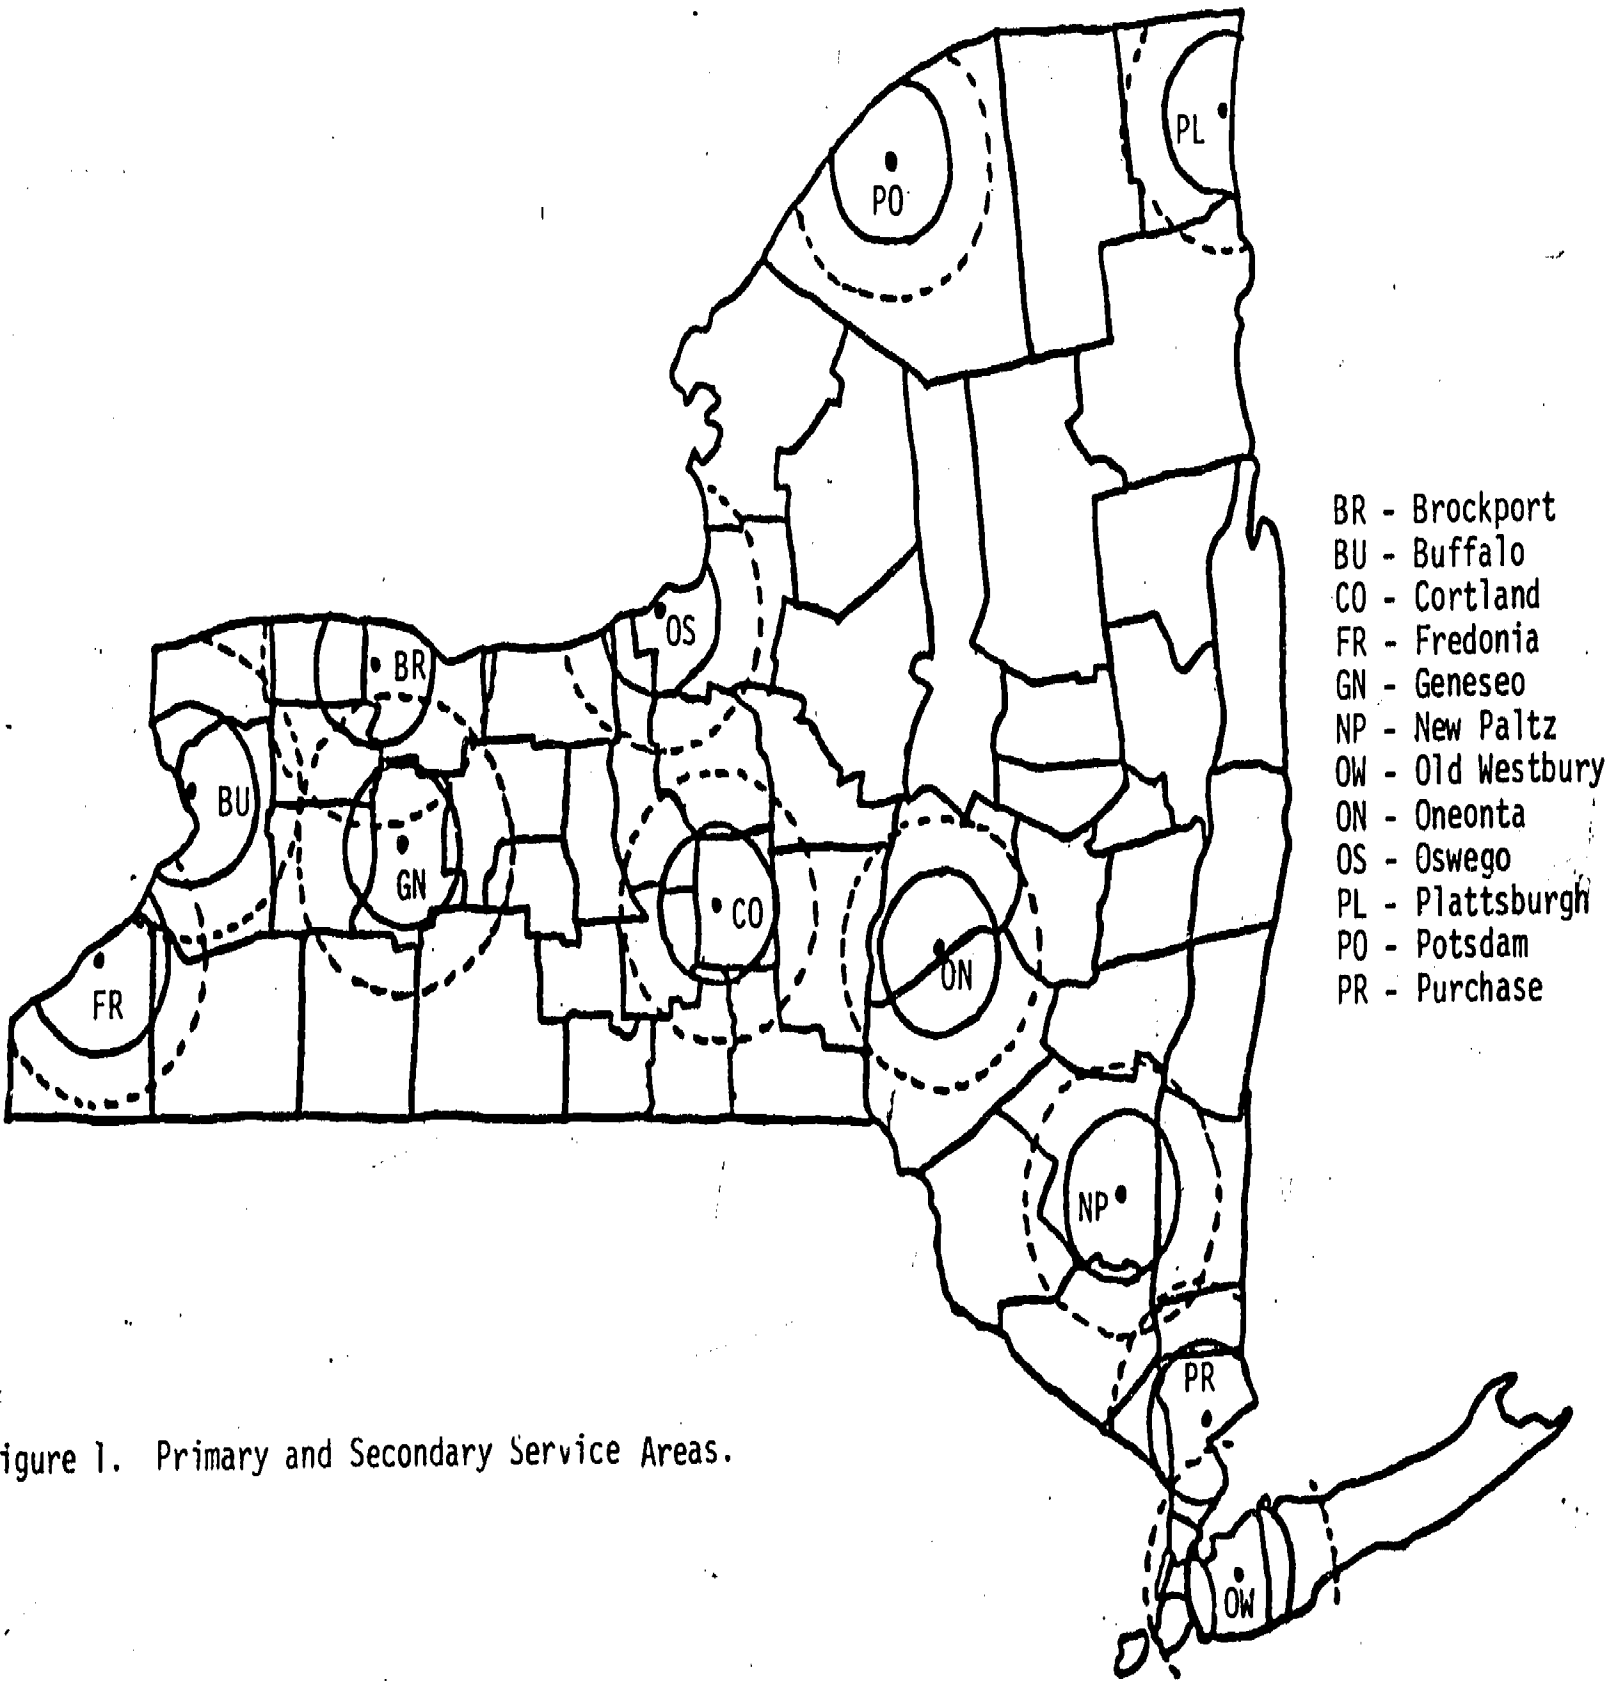 PL
PO
BR - Brockport
BU - Buffalo
CO - Cortland
FR - Fredonia
GN - Geneseo
NP - New Paltz
OW - Old Westbury
ON - Oneonta
OS - Oswego
PL - Plattsburgh
PO - Potsdam
PR - Purchase
OS
BR
BU
GN
CO
ON
FR
NP
PR
igure 1. Primary and Secondary Service Areas.
OW